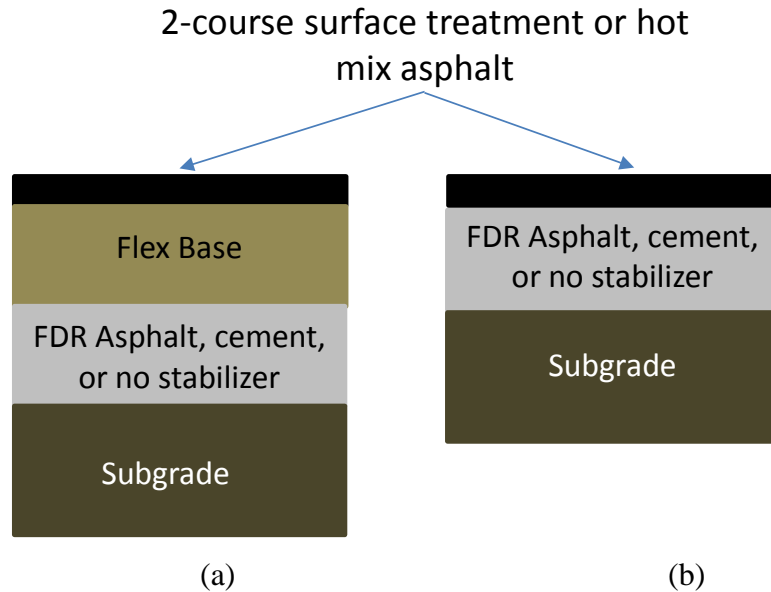 2-course surface treatment or hot
mix asphalt
Flex Base
FDR Asphalt, cement,
or no stabilizer
Subgrade
(a)
FDR Asphalt, cement,
or no stabilizer
Subgrade
(b)